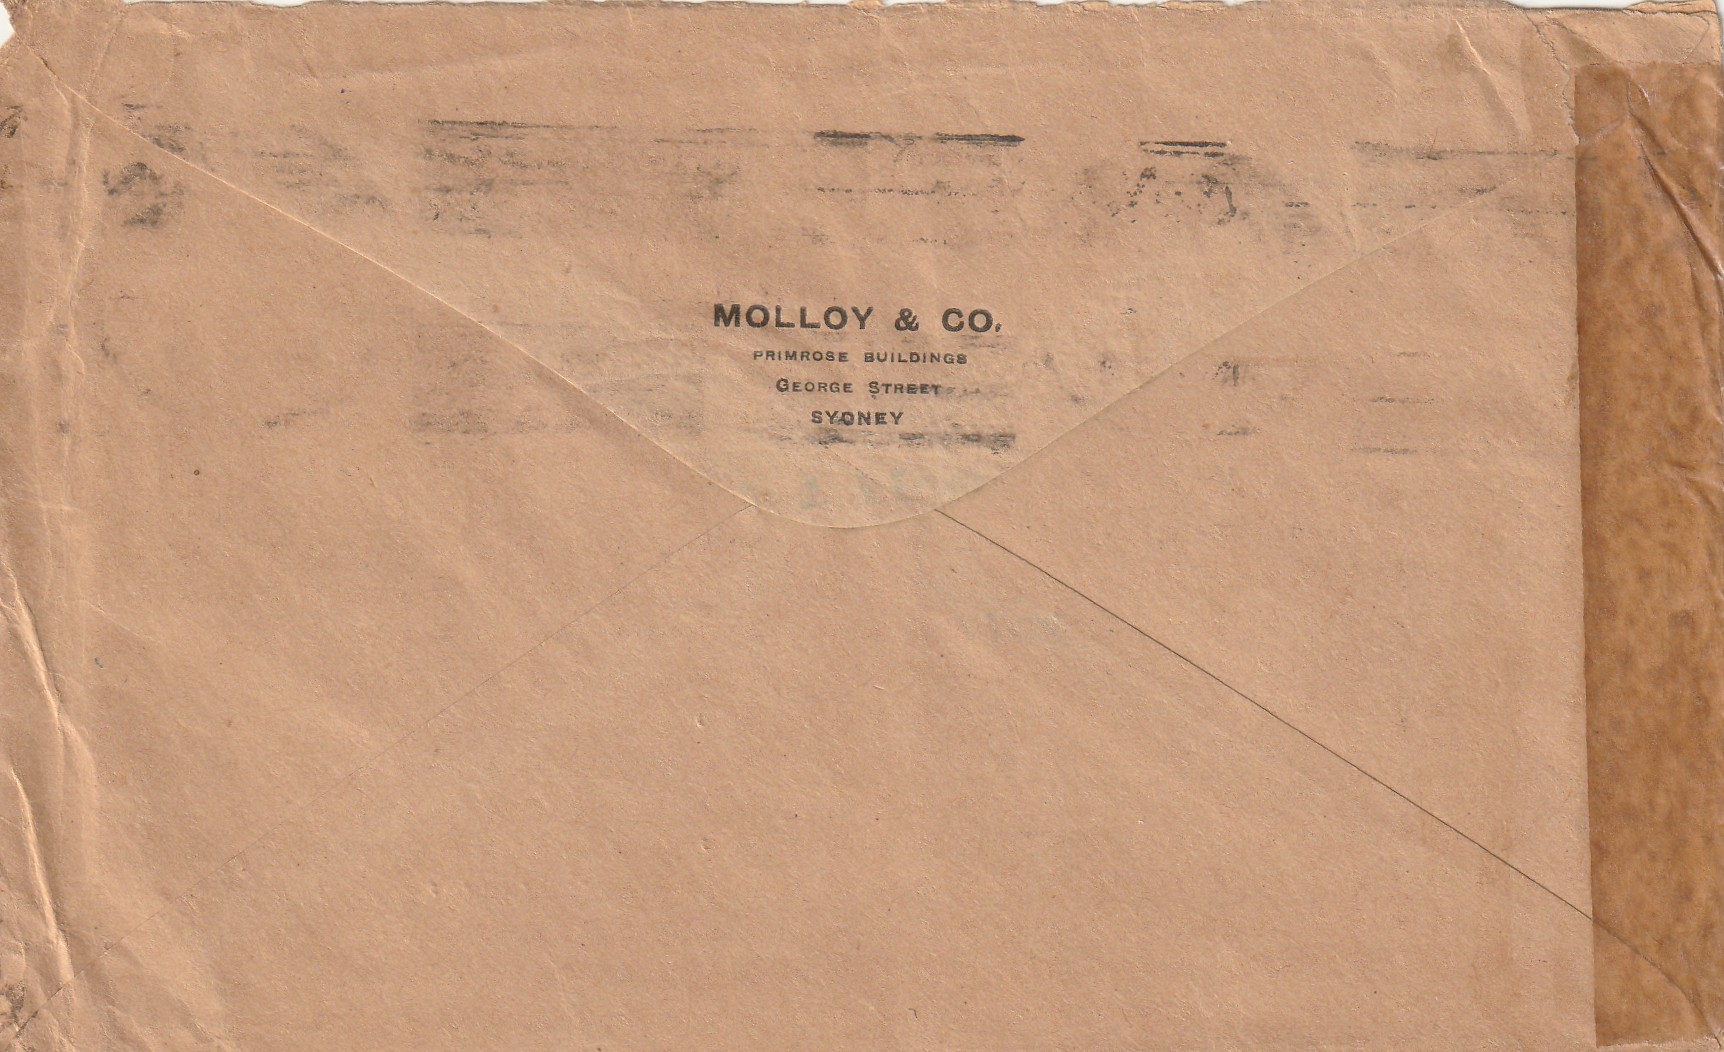 MOLLOY & CO.
PRIMROSE BUILDINGS
GEORGE STREET
SYDNEY